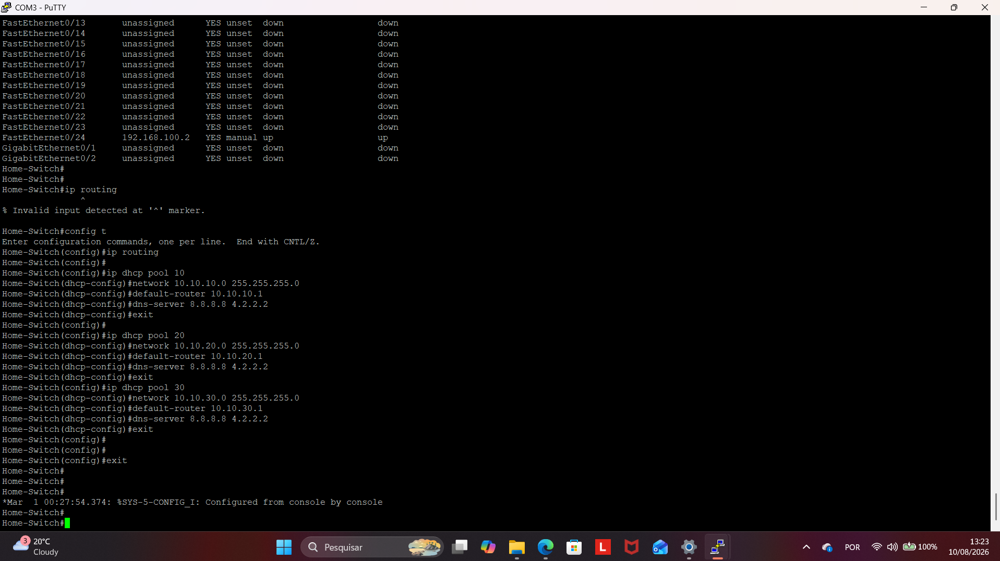 COM3 - PuTTY
FastEthernet0/13       unassigned      YES unset  down                  down
FastEthernet0/14       unassigned      YES unset  down                  down
FastEthernet0/15       unassigned      YES unset  down                  down
FastEthernet0/16       unassigned      YES unset  down                  down
FastEthernet0/17       unassigned      YES unset  down                  down
FastEthernet0/18       unassigned      YES unset  down                  down
FastEthernet0/19       unassigned      YES unset  down                  down
FastEthernet0/20       unassigned      YES unset  down                  down
FastEthernet0/21       unassigned      YES unset  down                  down
FastEthernet0/22       unassigned      YES unset  down                  down
FastEthernet0/23       unassigned      YES unset  down                  down
FastEthernet0/24       192.168.100.2   YES manual up                    up
GigabitEthernet0/1     unassigned      YES unset  down                  down
GigabitEthernet0/2     unassigned      YES unset  down                  down
Home-Switch#
Home-Switch#
Home-Switch#ip routing
               ^
% Invalid input detected at '^' marker.

Home-Switch#config t
Enter configuration commands, one per line.  End with CNTL/Z.
Home-Switch(config)#ip routing
Home-Switch(config)#
Home-Switch(config)#ip dhcp pool 10
Home-Switch(dhcp-config)#network 10.10.10.0 255.255.255.0
Home-Switch(dhcp-config)#default-router 10.10.10.1
Home-Switch(dhcp-config)#dns-server 8.8.8.8 4.2.2.2
Home-Switch(dhcp-config)#exit
Home-Switch(config)#
Home-Switch(config)#ip dhcp pool 20
Home-Switch(dhcp-config)#network 10.10.20.0 255.255.255.0
Home-Switch(dhcp-config)#default-router 10.10.20.1
Home-Switch(dhcp-config)#dns-server 8.8.8.8 4.2.2.2
Home-Switch(dhcp-config)#exit
Home-Switch(config)#ip dhcp pool 30
Home-Switch(dhcp-config)#network 10.10.30.0 255.255.255.0
Home-Switch(dhcp-config)#default-router 10.10.30.1
Home-Switch(dhcp-config)#dns-server 8.8.8.8 4.2.2.2
Home-Switch(dhcp-config)#exit
Home-Switch(config)#
Home-Switch(config)#
Home-Switch(config)#exit
Home-Switch#
Home-Switch#
Home-Switch#
*Mar  1 00:27:54.374: %SYS-5-CONFIG_I: Configured from console by console
Home-Switch#
Home-Switch#
3
20°C
Cloudy
Pesquisar
L
POR
100%
13:23
10/08/2026